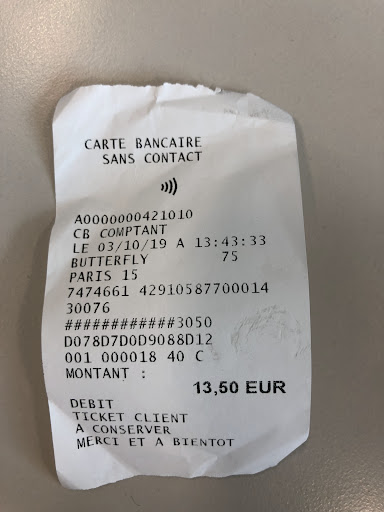 CARTE BANCAIRE
SANS CONTACT
A0000000421010
CB COMPTANT
LE 03/10/19 A 13:43:33
BUTTERFLY 75
PARIS 15
7474661 42910587700014
30076
############3050
D078D7D0D9088D12
001 000018 40 C
MONTANT :
13,50 EUR
DEBIT
TICKET CLIENT
A CONSERVER
MERCI ET A BIENTOT